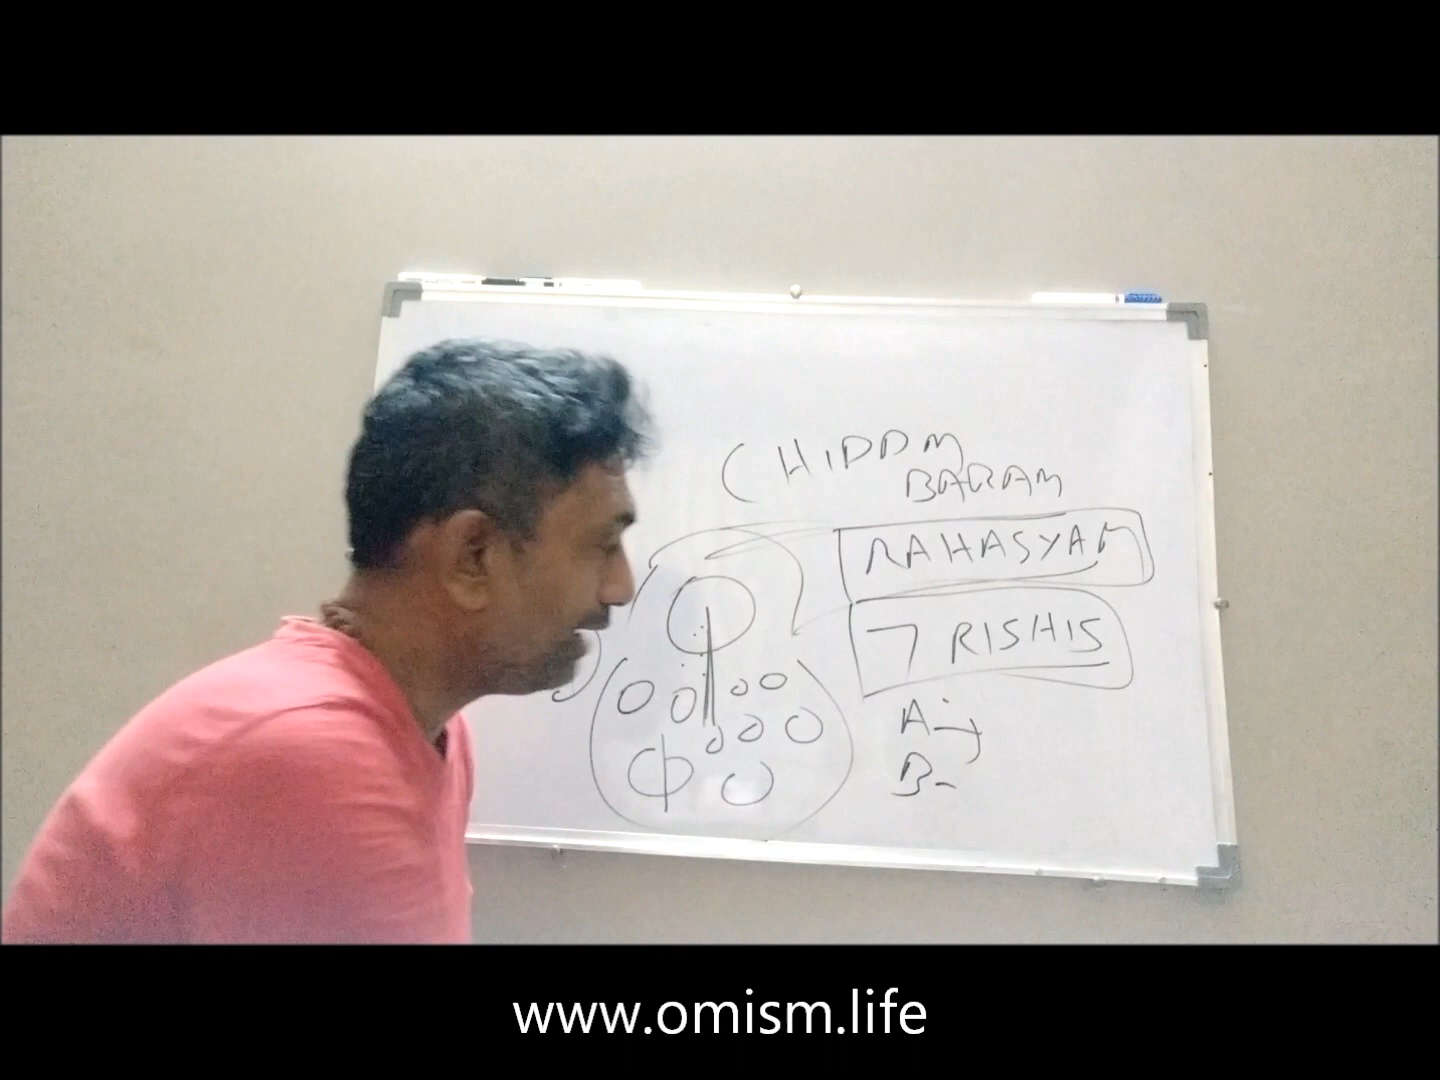 CHIDDM
BARAM
RAHASYAM
7 RISHIS
A-
B-
www.omism.life